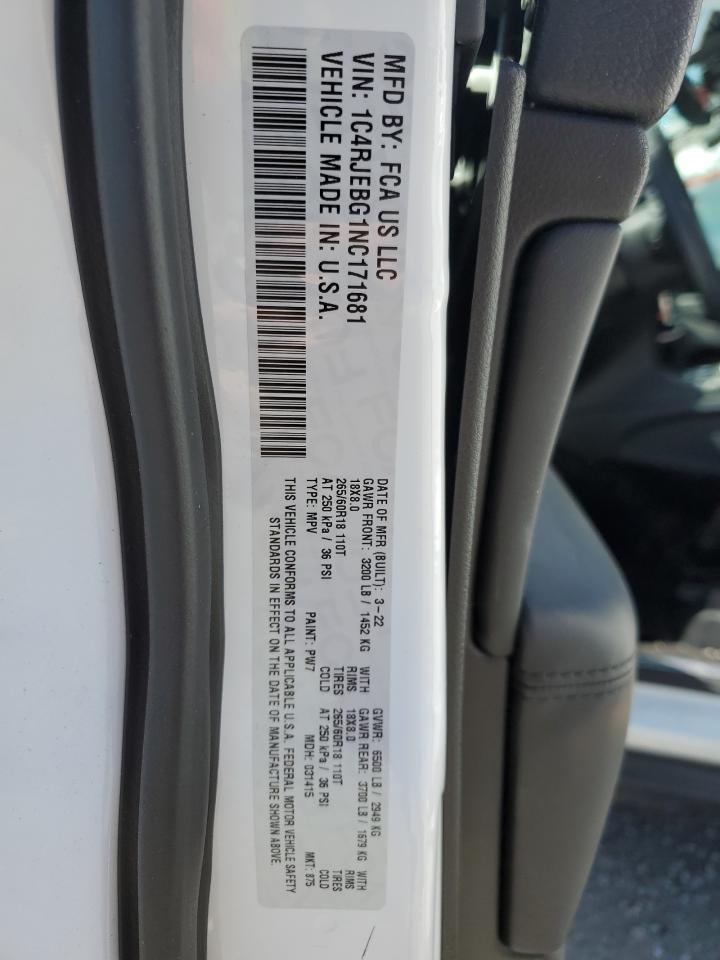 MFD BY: FCA US LLC
VIN: 1C4RJEBG1NC171681
VEHICLE MADE IN: U.S.A.
DATE OF MFR (BUILT): 3-22 GVWR: 6500 LB / 2949 KG
GAWR FRONT: 3200 LB / 1452 KG WITH GAWR REAR: 3700 LB / 1679 KG WITH
18X8.0 RIMS 18X8.0 RIMS
265/60R18 110T TIRES 265/60R18 110T TIRES
AT 250 kPa / 36 PSI COLD AT 250 kPa / 36 PSI COLD
TYPE: MPV PAINT: PW7 MDH: 031415 MKT: 875
THIS VEHICLE CONFORMS TO ALL APPLICABLE U.S.A. FEDERAL MOTOR VEHICLE SAFETY
STANDARDS IN EFFECT ON THE DATE OF MANUFACTURE SHOWN ABOVE.